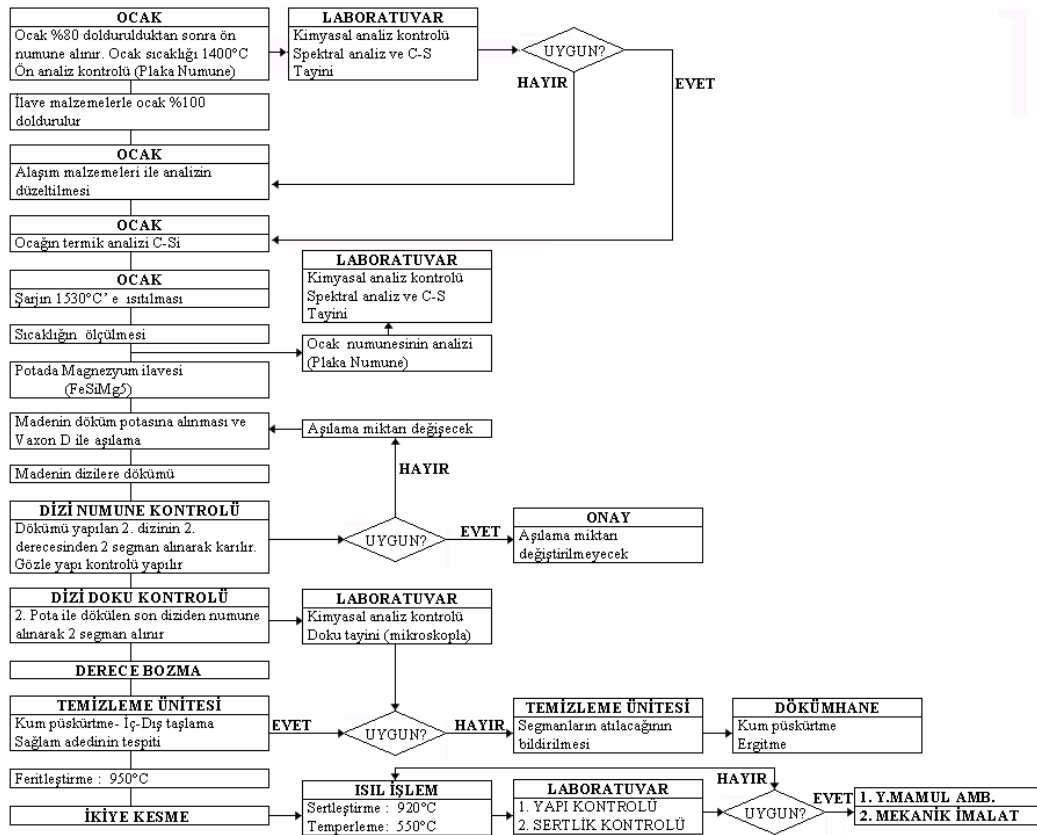 OCAK
Ocak %80 doldurulduktan sonra ön
numune alınır. Ocak sıcaklığı 1400°C
Ön analiz kontrolü (Plaka Numune)
LABORATUVAR
Kimyasal analiz kontrolü
Spektral analiz ve C-S
Tayini
UYGUN?
HAYIR
EVET
İlave malzemelerle ocak %100
doldurulur
OCAK
Alaşım malzemeleri ile analizin
düzeltilmesi
OCAK
Ocağın termik analizi C-Si
OCAK
Şarjın 1530°C' e ısıtılması
LABORATUVAR
Kimyasal analiz kontrolü
Spektral analiz ve C-S
Tayini
Sıcaklığın ölçülmesi
Ocak numunesinin analizi
(Plaka Numune)
Potada Magnezyum ilavesi
(FeSiMg5)
Madenin döküm potasına alınması ve
Vaxon D ile aşılama
Aşılama miktarı değişecek
HAYIR
Madenin dizilere dökümü
DİZİ NUMUNE KONTROLÜ
Dökümü yapılan 2. dizinin 2.
derecesinden 2 segman alınarak karılır.
Gözle yapı kontrolü yapılır
UYGUN?
EVET
ONAY
Aşılama miktarı
değiştirilmeyecek
DİZİ DOKU KONTROLÜ
2. Pota ile dökülen son diziden numune
alınarak 2 segman alınır
LABORATUVAR
Kimyasal analiz kontrolü
Doku tayini (mikroskopla)
DERECE BOZMA
TEMİZLEME ÜNİTESİ
Kum püskürtme- İç-Dış taşlama
Sağlam adedinin tespiti
EVET
UYGUN?
HAYIR
TEMİZLEME ÜNİTESİ
Segmanların atılacağının
bildirilmesi
DÖKÜMHANE
Kum püskürtme
Ergitme
Feritleştirme : 950°C
İKİYE KESME
ISIL İŞLEM
Sertleştirme : 920°C
Temperleme: 550°C
LABORATUVAR
1. YAPI KONTROLÜ
2. SERTLİK KONTROLÜ
HAYIR
UYGUN?
EVET
1. Y.MAMUL AMB.
2. MEKANİK İMALAT